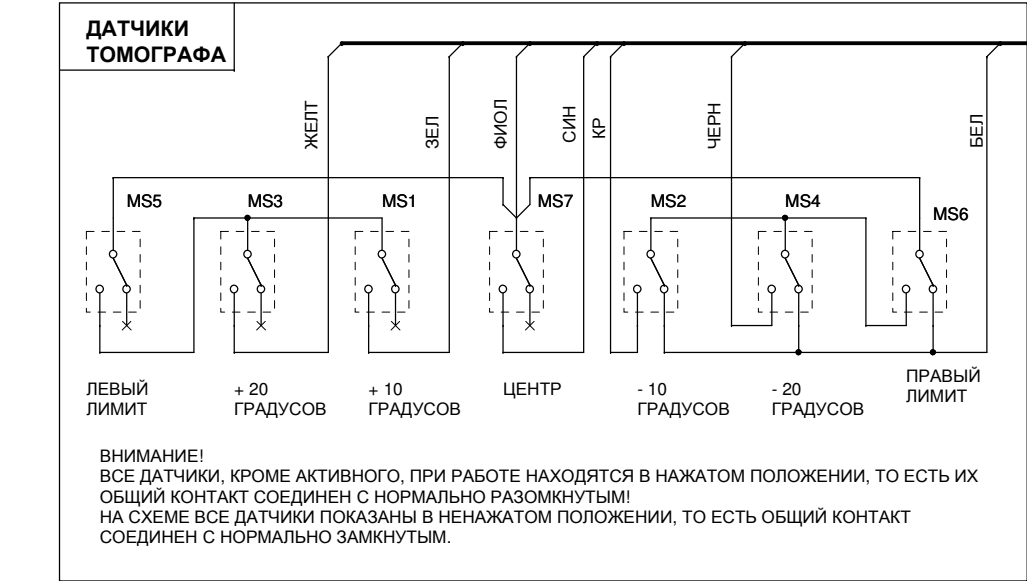 ДАТЧИКИ
ТОМОГРАФА
ЖЕЛТ
ЗЕЛ
ФИОЛ
СИН
КР
ЧЕРН
БЕЛ
MS5
MS3
MS1
MS7
MS2
MS4
MS6
ЛЕВЫЙ
ЛИМИТ
+ 20
ГРАДУСОВ
+ 10
ГРАДУСОВ
ЦЕНТР
- 10
ГРАДУСОВ
- 20
ГРАДУСОВ
ПРАВЫЙ
ЛИМИТ
ВНИМАНИЕ!
ВСЕ ДАТЧИКИ, КРОМЕ АКТИВНОГО, ПРИ РАБОТЕ НАХОДЯТСЯ В НАЖАТОМ ПОЛОЖЕНИИ, ТО ЕСТЬ ИХ
ОБЩИЙ КОНТАКТ СОЕДИНЕН С НОРМАЛЬНО РАЗОМКНУТЫМ!
НА СХЕМЕ ВСЕ ДАТЧИКИ ПОКАЗАНЫ В НЕНАЖАТОМ ПОЛОЖЕНИИ, ТО ЕСТЬ ОБЩИЙ КОНТАКТ
СОЕДИНЕН С НОРМАЛЬНО ЗАМКНУТЫМ.